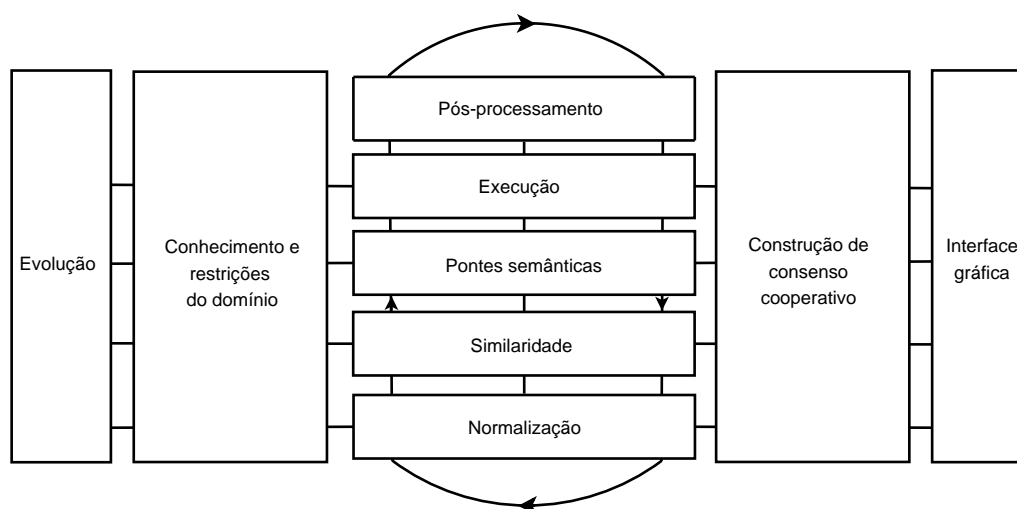 Evolução
Conhecimento e
restrições
do domínio
Pós-processamento
Execução
Pontes semânticas
Similaridade
Normalização
Construção de
consenso
cooperativo
Interface
gráfica